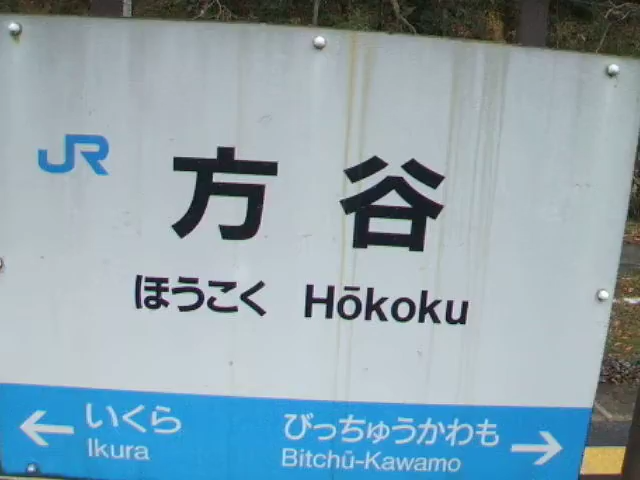 JR 方谷
ほうこく Hōkoku
← いくら びっちゅうかわも →
Ikura Bitchū-Kawamo